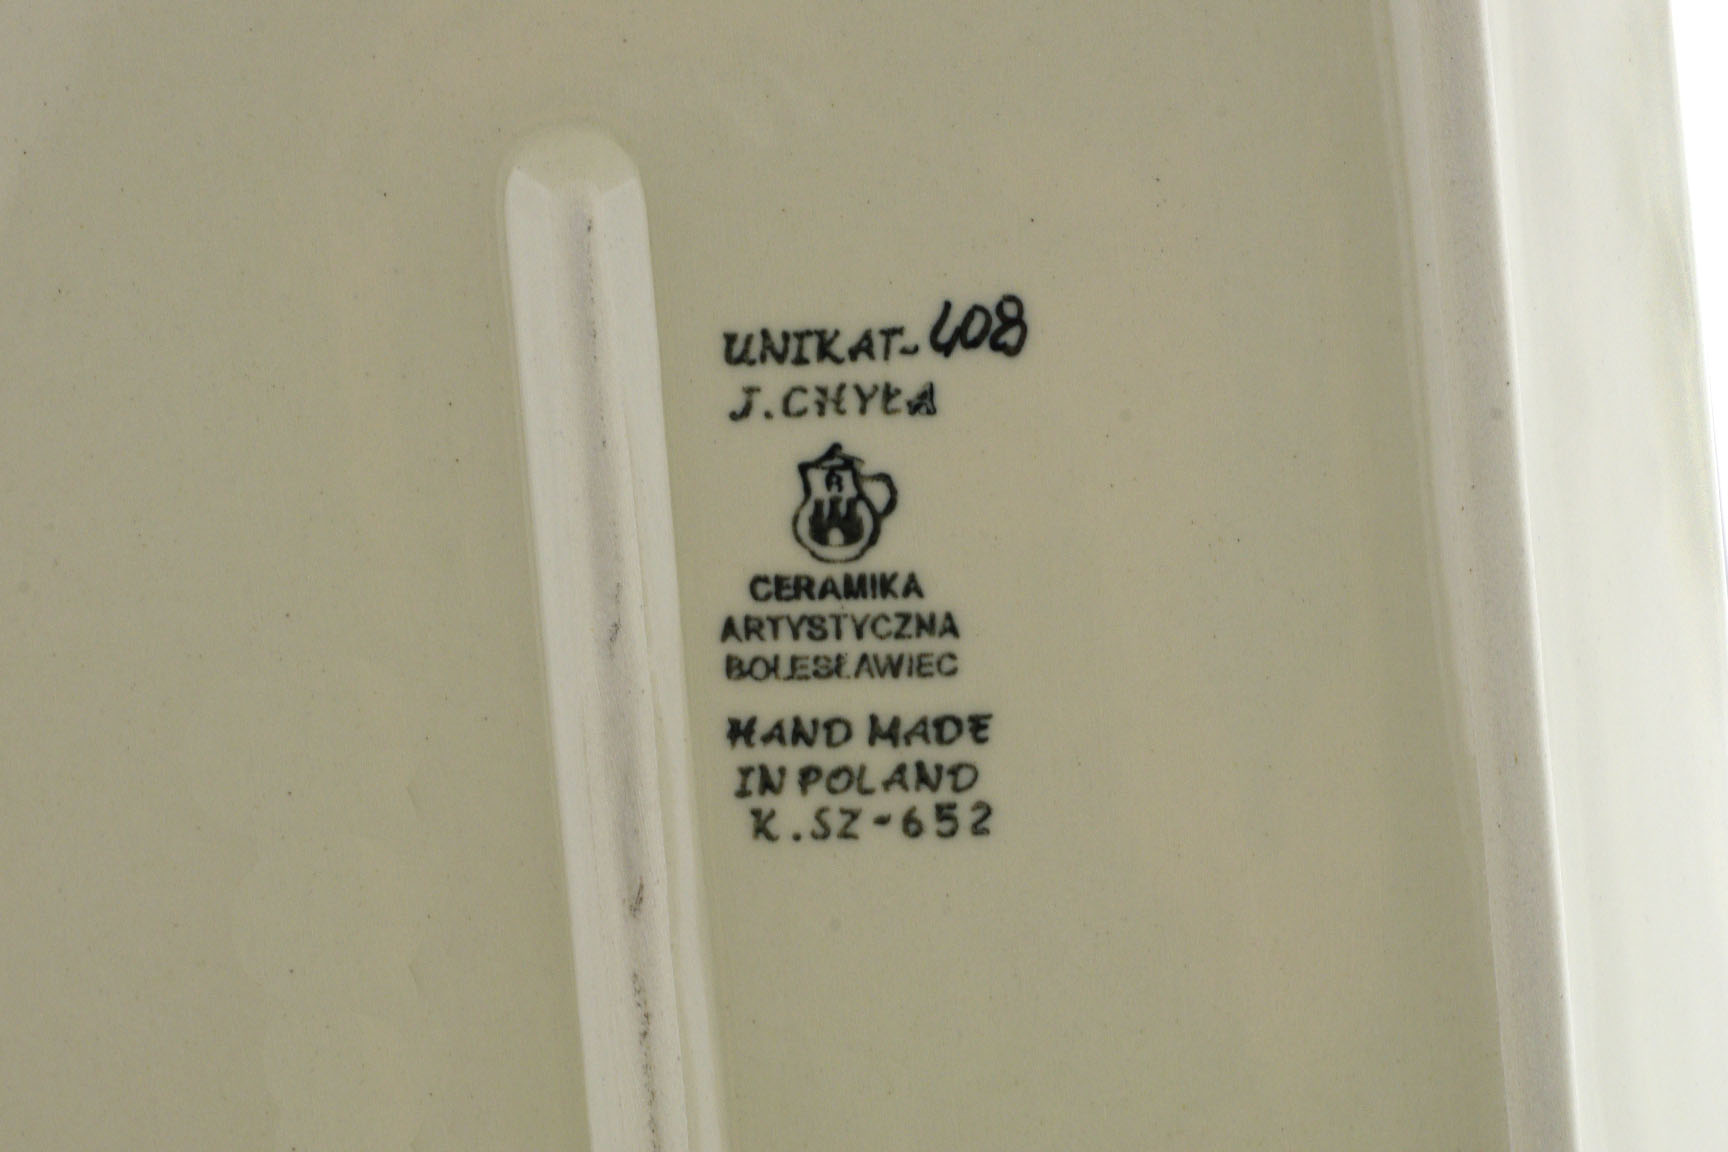 UNIKAT-408
J. CHYŁA
CERAMIKA
ARTYSTYCZNA
BOLESŁAWIEC
HAND MADE
IN POLAND
K.SZ-652